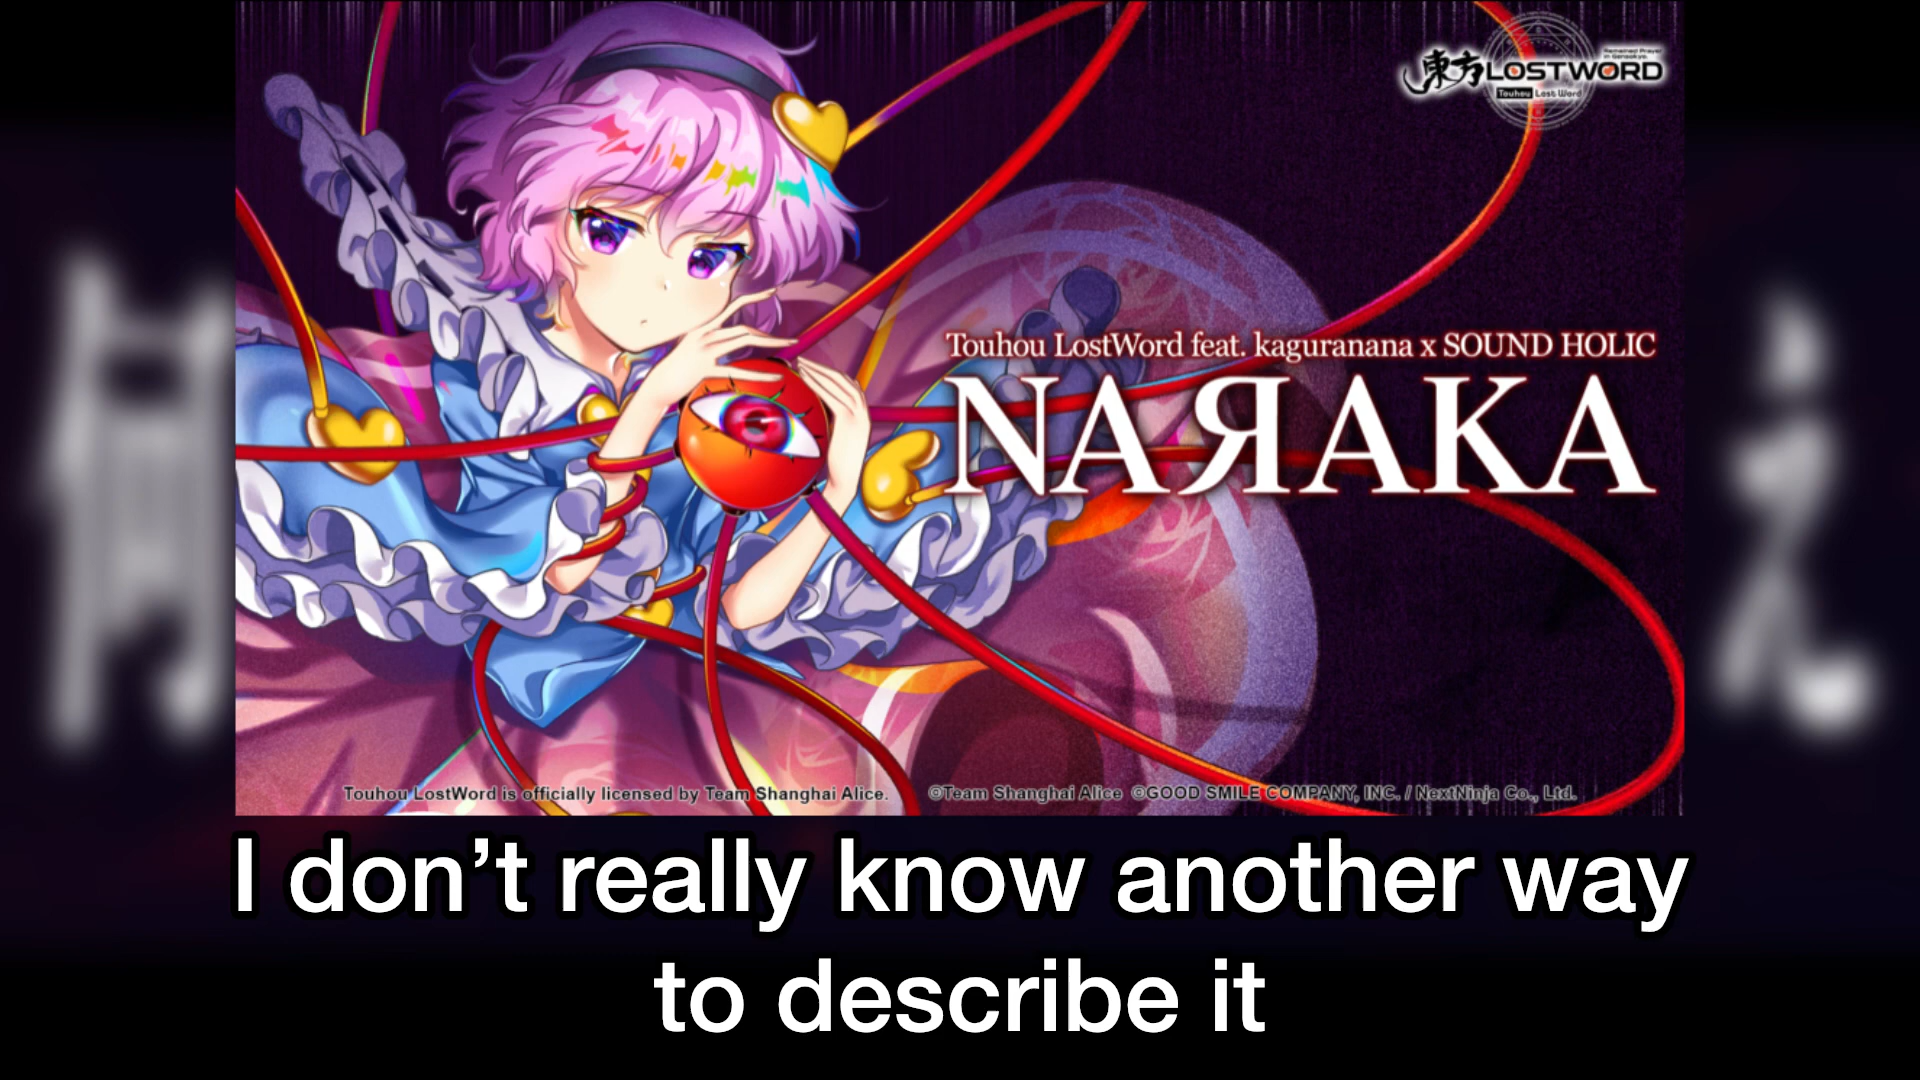 東方LOSTWORD
Touhou Lost Word
Touhou LostWord feat. kaguranana x SOUND HOLIC
NAЯAKA
Touhou LostWord is officially licensed by Team Shanghai Alice.
©Team Shanghai Alice ©GOOD SMILE COMPANY, INC. / NextNinja Co., Ltd.
I don’t really know another way
to describe it